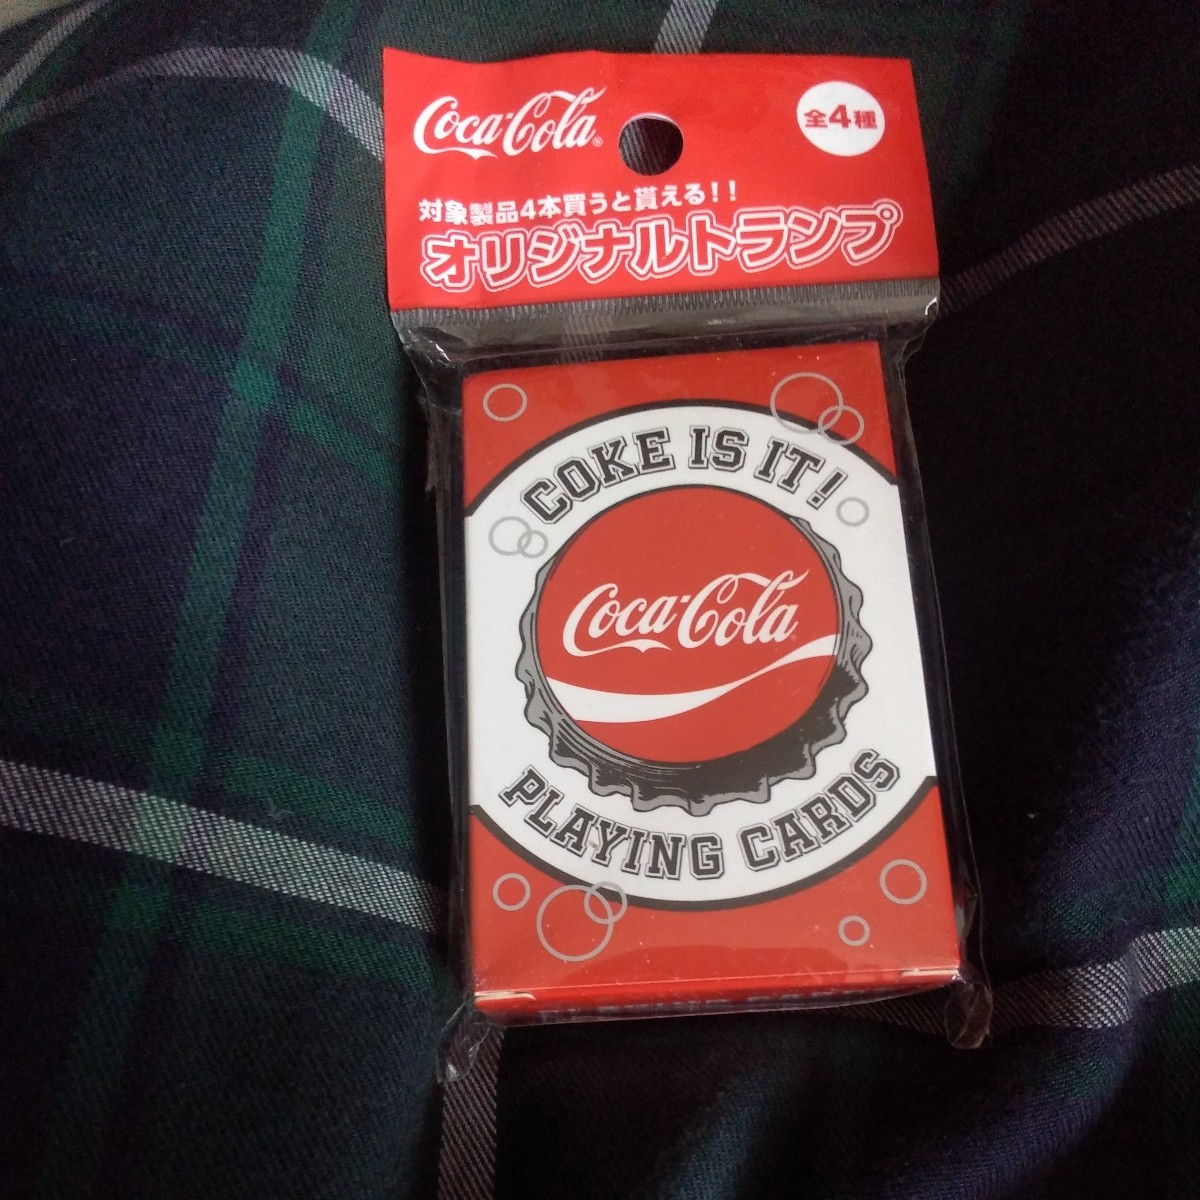 Coca-Cola®
全4種
対象製品4本買うと貰える!!
オリジナルトランプ
COKE IS IT!
Coca-Cola®
PLAYING CARDS